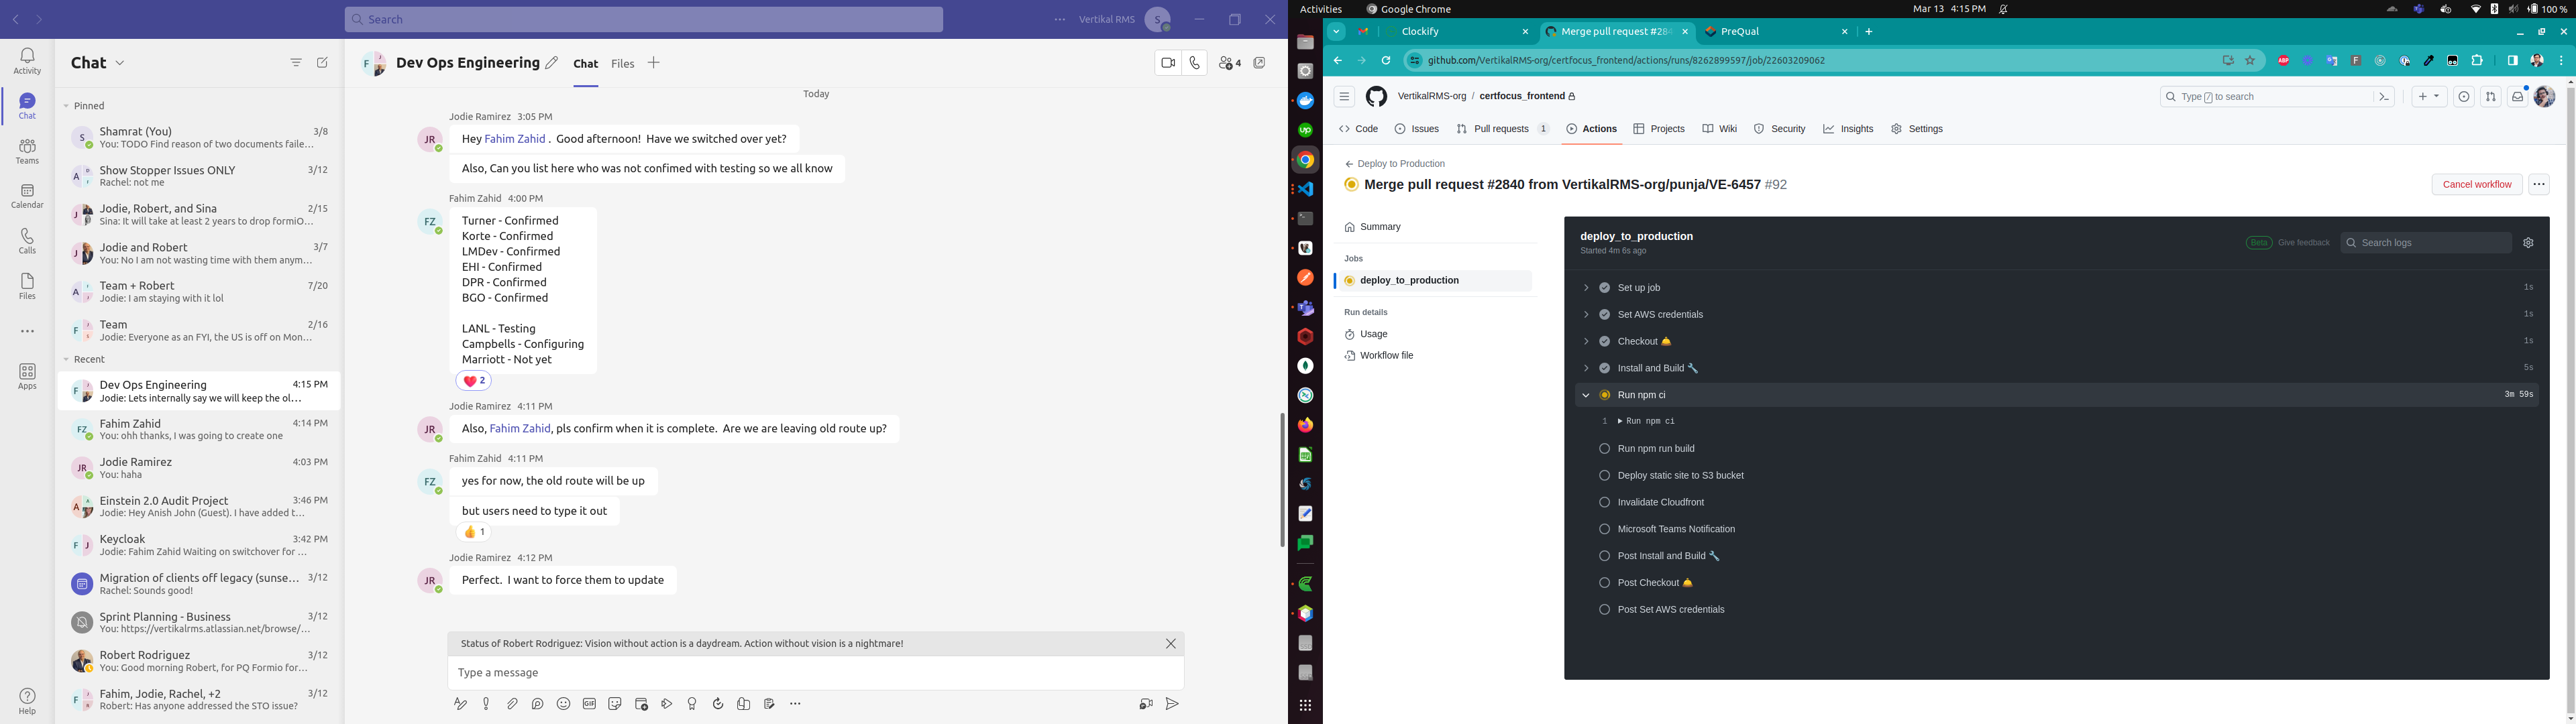 Search
Vertikal RMS
S
Activity
Chat
Teams
Calendar
Calls
Files
Apps
Help
Chat
Pinned
Shamrat (You) 3/8
You: TODO Find reason of two documents faile...
Show Stopper Issues ONLY 3/12
Rachel: not me
Jodie, Robert, and Sina 2/15
Sina: It will take at least 2 years to drop formiO...
Jodie and Robert 3/7
You: No I am not wasting time with them anym...
Team + Robert 7/20
Jodie: I am staying with it lol
Team 2/16
Jodie: Everyone as an FYI, the US is off on Mon...
Recent
Dev Ops Engineering 4:15 PM
Jodie: Lets internally say we will keep the ol...
Fahim Zahid 4:14 PM
You: ohh thanks, I was going to create one
Jodie Ramirez 4:03 PM
You: haha
Einstein 2.0 Audit Project 3:46 PM
Jodie: Hey Anish John (Guest). I have added t...
Keycloak 3:42 PM
Jodie: Fahim Zahid Waiting on switchover for ...
Migration of clients off legacy (sunse... 3/12
Rachel: Sounds good!
Sprint Planning - Business 3/12
You: https://vertikalrms.atlassian.net/browse/...
Robert Rodriguez 3/12
You: Good morning Robert, for PQ Formio for...
Fahim, Jodie, Rachel, +2 3/12
Robert: Has anyone addressed the STO issue?
F Dev Ops Engineering Chat Files 4
Today
Jodie Ramirez 3:05 PM
JR
Hey Fahim Zahid . Good afternoon! Have we switched over yet?
Also, Can you list here who was not confimed with testing so we all know
Fahim Zahid 4:00 PM
FZ
Turner - Confirmed
Korte - Confirmed
LMDev - Confirmed
EHI - Confirmed
DPR - Confirmed
BGO - Confirmed
LANL - Testing
Campbells - Configuring
Marriott - Not yet
2
Jodie Ramirez 4:11 PM
JR
Also, Fahim Zahid, pls confirm when it is complete. Are we are leaving old route up?
Fahim Zahid 4:11 PM
FZ
yes for now, the old route will be up
but users need to type it out
1
Jodie Ramirez 4:12 PM
JR
Perfect. I want to force them to update
Status of Robert Rodriguez: Vision without action is a daydream. Action without vision is a nightmare!
Type a message
GIF
Activities Google Chrome Mar 13 4:15 PM 100 %
Clockify
Merge pull request #284
PreQual
github.com/VertikalRMS-org/certfocus_frontend/actions/runs/8262899597/job/22603209062
VertikalRMS-org / certfocus_frontend
Type / to search
Code Issues Pull requests 1 Actions Projects Wiki Security Insights Settings
Deploy to Production
Merge pull request #2840 from VertikalRMS-org/punja/VE-6457 #92
Cancel workflow
Summary
Jobs
deploy_to_production
Run details
Usage
Workflow file
deploy_to_production
Started 4m 6s ago
Beta Give feedback
Search logs
Set up job 1s
Set AWS credentials 1s
Checkout 🛎️ 1s
Install and Build 🔧 5s
Run npm ci 3m 59s
1 ▶ Run npm ci
Run npm run build
Deploy static site to S3 bucket
Invalidate Cloudfront
Microsoft Teams Notification
Post Install and Build 🔧
Post Checkout 🛎️
Post Set AWS credentials